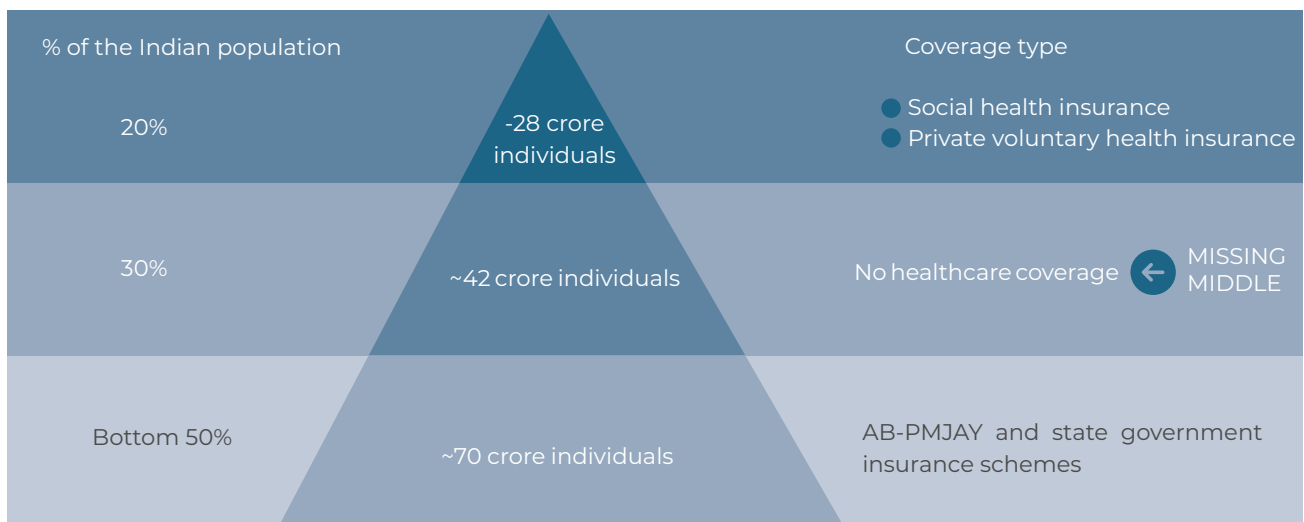 % of the Indian population
Coverage type
20%
-28 crore
individuals
Social health insurance
Private voluntary health insurance
30%
~42 crore individuals
No healthcare coverage
MISSING
MIDDLE
Bottom 50%
~70 crore individuals
AB-PMJAY and state government
insurance schemes